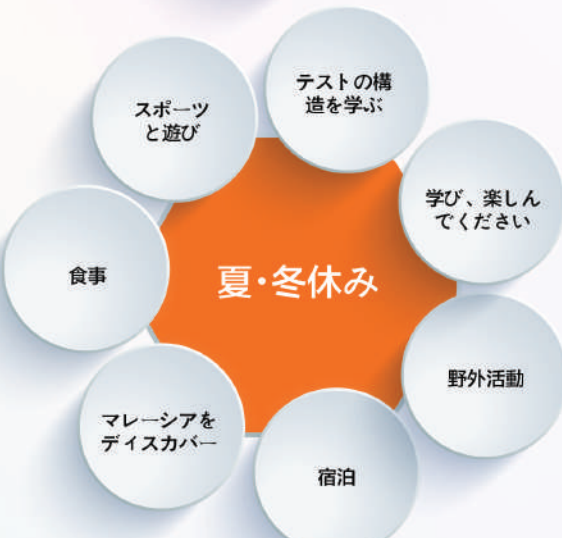 テストの構
造を学ぶ
スポーツ
と遊び
学び、楽しん
でください
食事
夏・冬休み
野外活動
マレーシアを
ディスカバー
宿泊